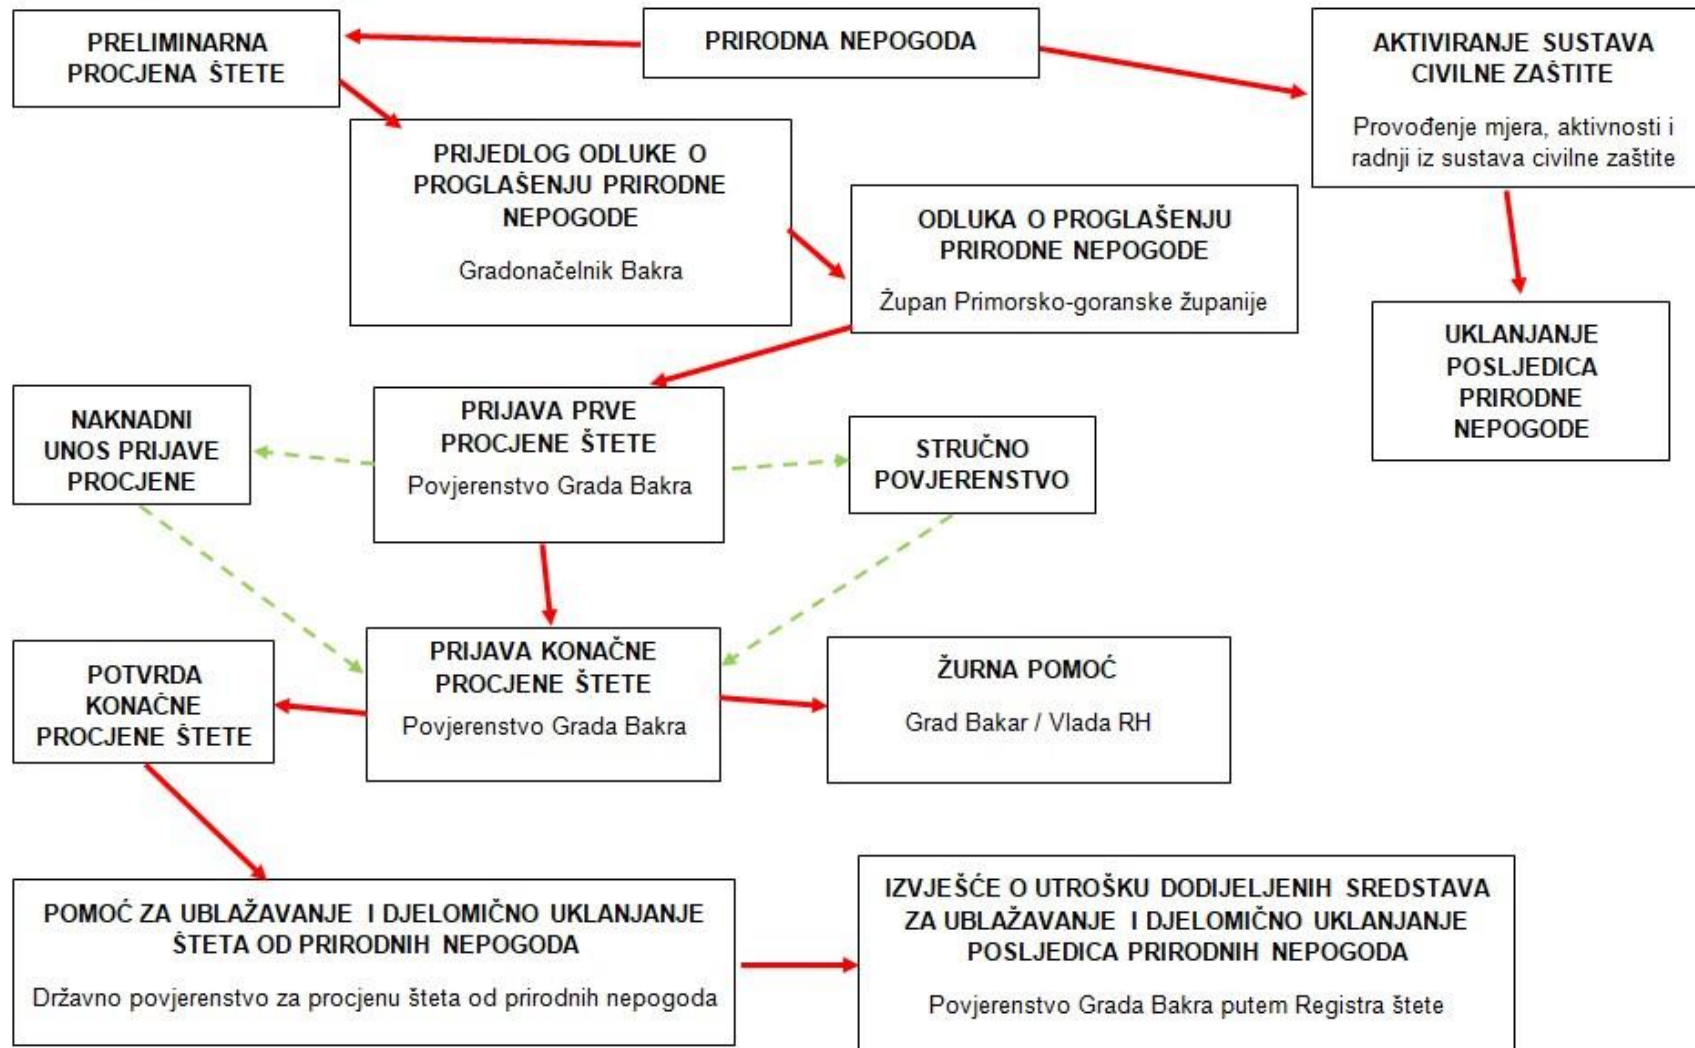 PRELIMINARNA
PROCJENA ŠTETE
PRIRODNA NEPOGODA
AKTIVIRANJE SUSTAVA
CIVILNE ZAŠTITE
Provođenje mjera, aktivnosti i
radnji iz sustava civilne zaštite
PRIJEDLOG ODLUKE O
PROGLAŠENJU PRIRODNE
NEPOGODE
Gradonačelnik Bakra
ODLUKA O PROGLAŠENJU
PRIRODNE NEPOGODE
Župan Primorsko-goranske županije
UKLANJANJE
POSLJEDICA
PRIRODNE
NEPOGODE
NAKNADNI
UNOS PRIJAVE
PROCJENE
PRIJAVA PRVE
PROCJENE ŠTETE
Povjerenstvo Grada Bakra
STRUČNO
POVJERENSTVO
POTVRDA
KONAČNE
PROCJENE ŠTETE
PRIJAVA KONAČNE
PROCJENE ŠTETE
Povjerenstvo Grada Bakra
ŽURNA POMOĆ
Grad Bakar / Vlada RH
POMOĆ ZA UBLAŽAVANJE I DJELOMIČNO UKLANJANJE
ŠTETA OD PRIRODNIH NEPOGODA
Državno povjerenstvo za procjenu šteta od prirodnih nepogoda
IZVJEŠĆE O UTROŠKU DODIJELJENIH SREDSTAVA
ZA UBLAŽAVANJE I DJELOMIČNO UKLANJANJE
POSLJEDICA PRIRODNIH NEPOGODA
Povjerenstvo Grada Bakra putem Registra štete